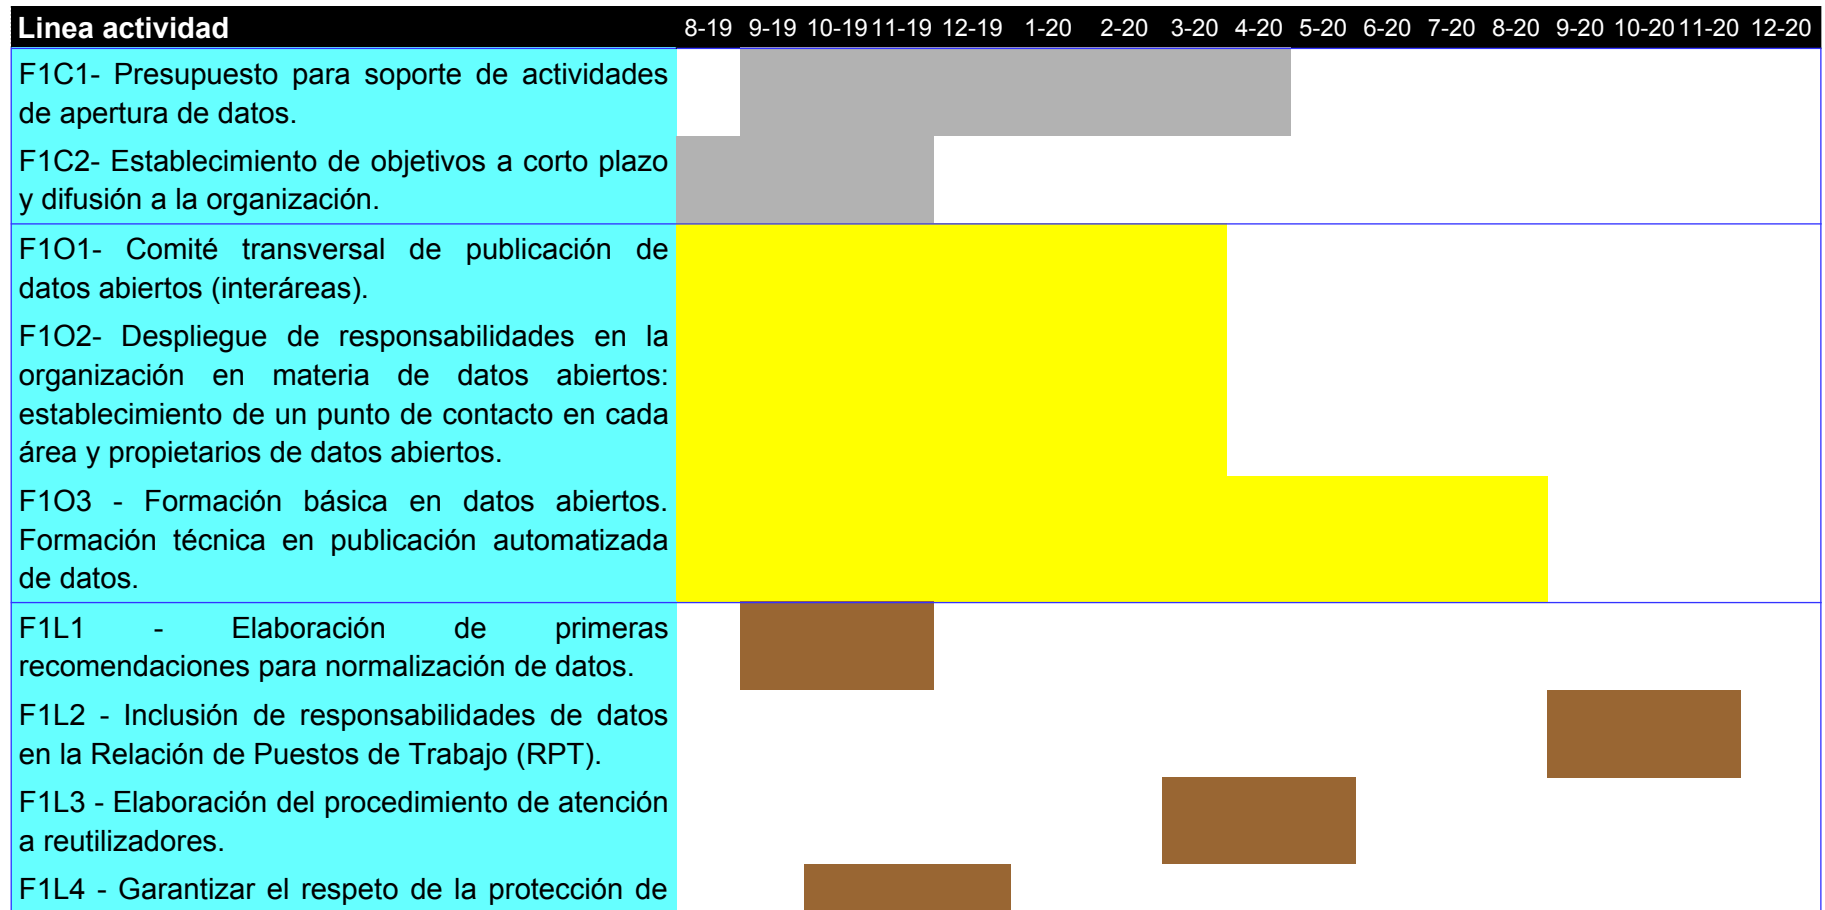 Linea actividad 8-19 9-19 10-19 11-19 12-19 1-20 2-20 3-20 4-20 5-20 6-20 7-20 8-20 9-20 10-20 11-20 12-20
F1C1- Presupuesto para soporte de actividades
de apertura de datos.
F1C2- Establecimiento de objetivos a corto plazo
y difusión a la organización.
F1O1- Comité transversal de publicación de
datos abiertos (interáreas).
F1O2- Despliegue de responsabilidades en la
organización en materia de datos abiertos:
establecimiento de un punto de contacto en cada
área y propietarios de datos abiertos.
F1O3 - Formación básica en datos abiertos.
Formación técnica en publicación automatizada
de datos.
F1L1 - Elaboración de primeras
recomendaciones para normalización de datos.
F1L2 - Inclusión de responsabilidades de datos
en la Relación de Puestos de Trabajo (RPT).
F1L3 - Elaboración del procedimiento de atención
a reutilizadores.
F1L4 - Garantizar el respeto de la protección de